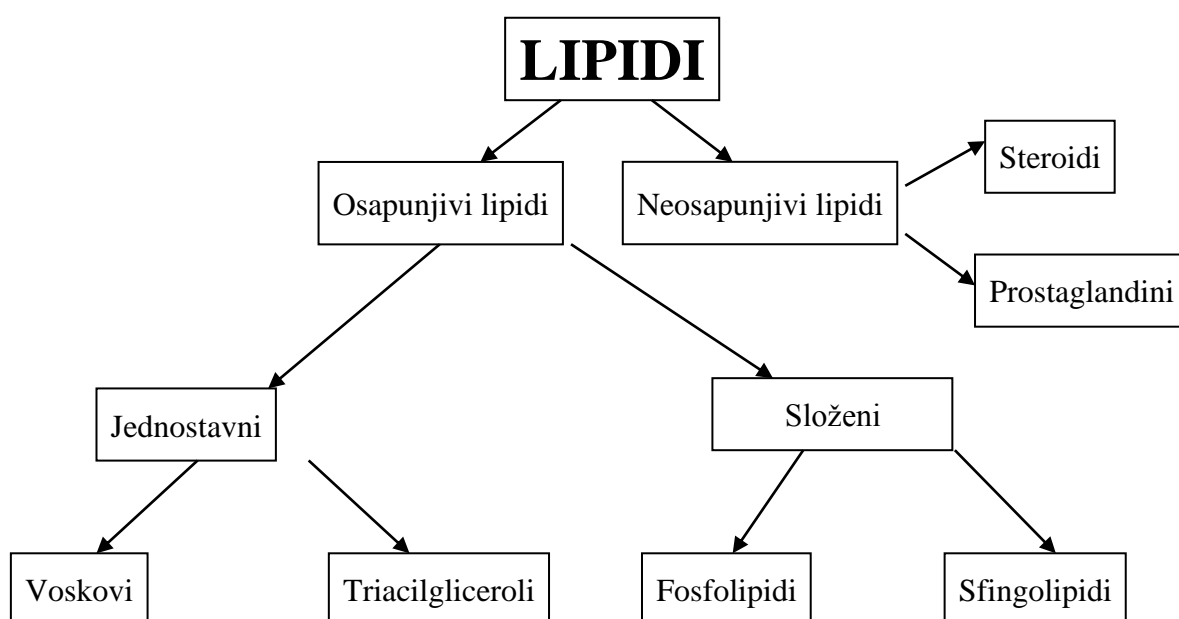 LIPIDI
Steroidi
Osapunjivi lipidi
Neosapunjivi lipidi
Prostaglandini
Jednostavni
Složeni
Voskovi
Triacilgliceroli
Fosfolipidi
Sfingolipidi